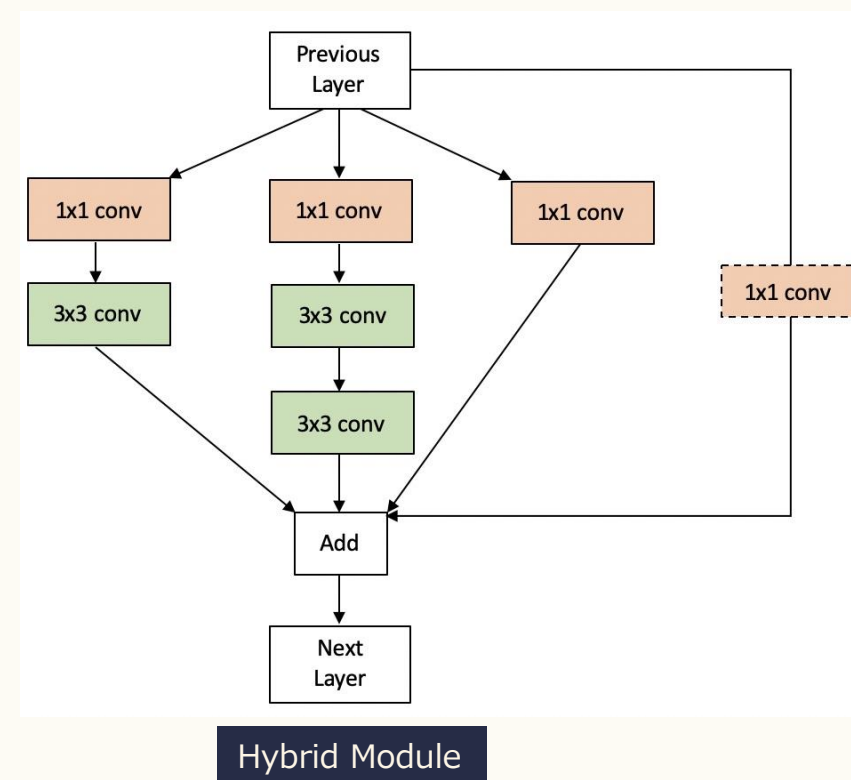 Previous
Layer
1x1 conv
1x1 conv
1x1 conv
1x1 conv
3x3 conv
3x3 conv
3x3 conv
Add
Next
Layer
Hybrid Module